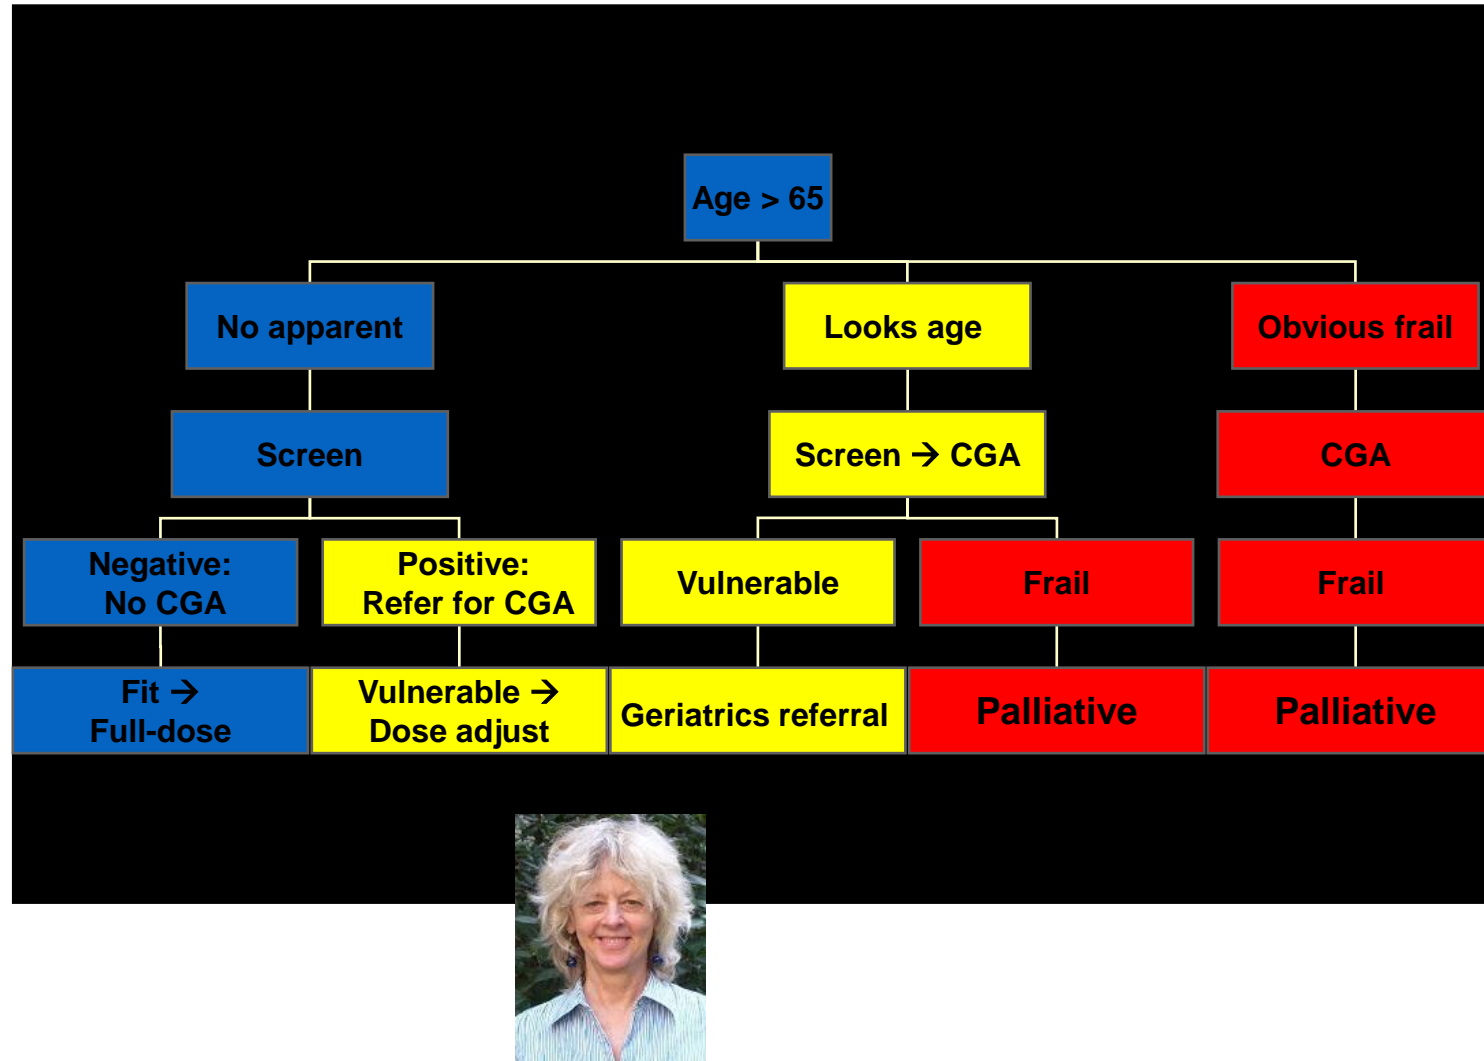 Age > 65
No apparent
Looks age
Obvious frail
Screen
Screen → CGA
CGA
Negative:
No CGA
Positive:
Refer for CGA
Vulnerable
Frail
Frail
Fit →
Full-dose
Vulnerable →
Dose adjust
Geriatrics referral
Palliative
Palliative